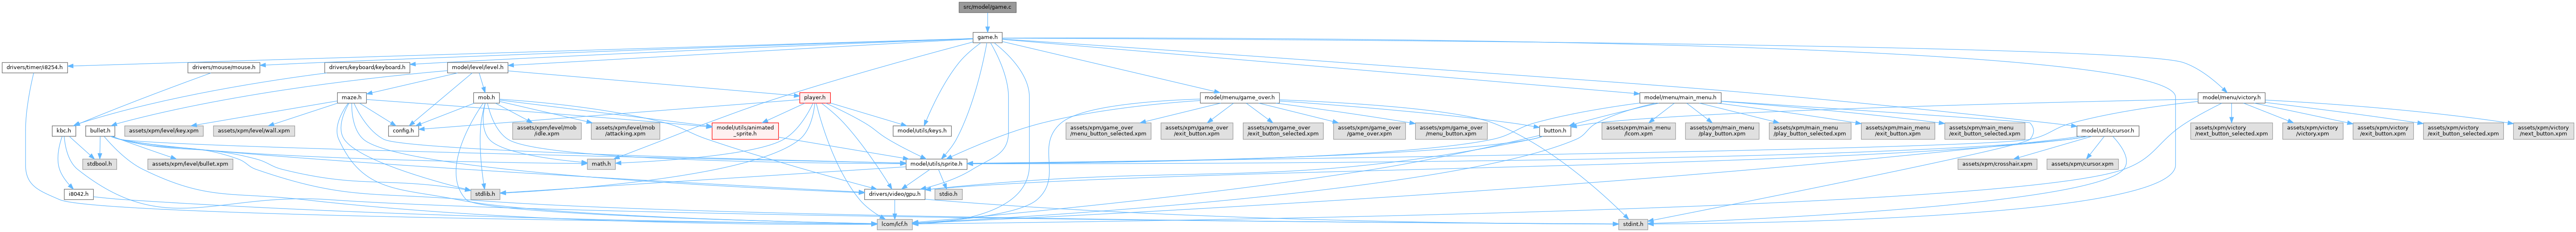 src/model/game.c
game.h
drivers/timer/i8254.h
drivers/mouse/mouse.h
drivers/keyboard/keyboard.h
model/level/level.h
maze.h
mob.h
player.h
model/menu/game_over.h
model/menu/main_menu.h
model/menu/victory.h
kbc.h
bullet.h
assets/xpm/level/key.xpm
assets/xpm/level/wall.xpm
config.h
assets/xpm/level/mob
/idle.xpm
assets/xpm/level/mob
/attacking.xpm
model/utils/animated
_sprite.h
model/utils/keys.h
assets/xpm/game_over
/menu_button_selected.xpm
assets/xpm/game_over
/exit_button.xpm
assets/xpm/game_over
/exit_button_selected.xpm
assets/xpm/game_over
/game_over.xpm
assets/xpm/game_over
/menu_button.xpm
button.h
assets/xpm/main_menu
/icom.xpm
assets/xpm/main_menu
/play_button.xpm
assets/xpm/main_menu
/play_button_selected.xpm
assets/xpm/main_menu
/exit_button.xpm
assets/xpm/main_menu
/exit_button_selected.xpm
model/utils/cursor.h
assets/xpm/victory
/next_button_selected.xpm
assets/xpm/victory
/victory.xpm
assets/xpm/victory
/exit_button.xpm
assets/xpm/victory
/exit_button_selected.xpm
assets/xpm/victory
/next_button.xpm
stdbool.h
assets/xpm/level/bullet.xpm
math.h
model/utils/sprite.h
assets/xpm/crosshair.xpm
assets/xpm/cursor.xpm
i8042.h
stdlib.h
drivers/video/gpu.h
stdio.h
lcom/lcf.h
stdint.h